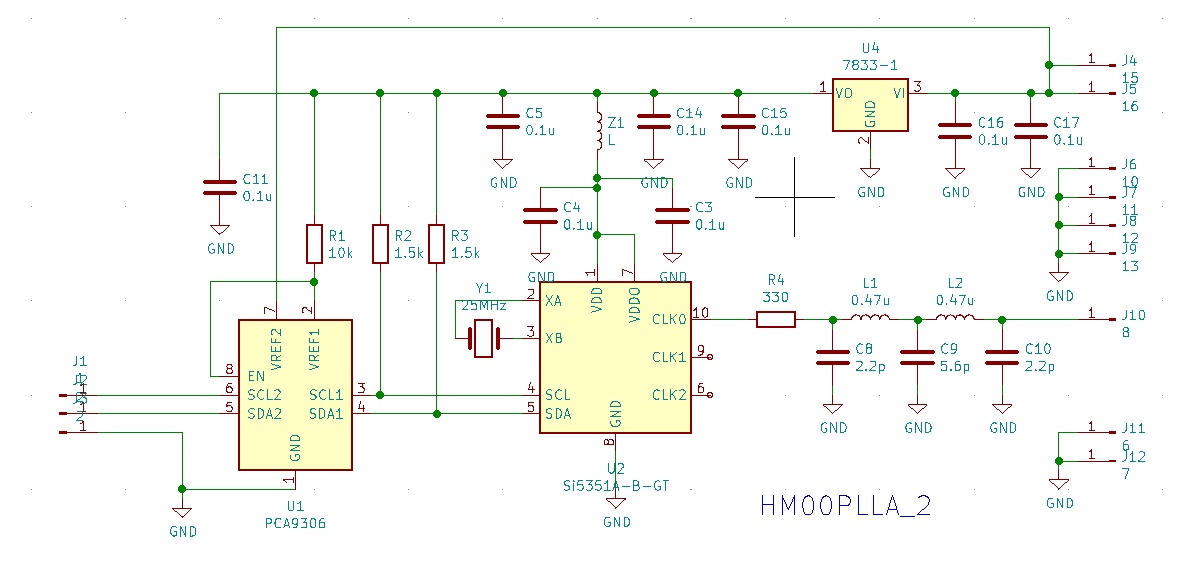 U4
7833-1
1 VO VI 3
GND
2
GND
1 J4
15
1 J5
16
C5
0.1u
GND
Z1
L
C14
0.1u
GND
C15
0.1u
GND
C16
0.1u
GND
C17
0.1u
GND
1 J6
10
1 J7
11
1 J8
12
1 J9
13
GND
C11
0.1u
GND
R1
10k
R2
1.5k
R3
1.5k
C4
0.1u
GND
C3
0.1u
GND
Y1
25MHz
7 2
VREF2 VREF1
8 EN
6 SCL2 SCL1 3
5 SDA2 SDA1 4
GND
1
U1
PCA9306
J1
1
1
2
1
GND
1 7
VDD VDDO
2 XA
3 XB
4 SCL
5 SDA
CLK0 10
CLK1 9
CLK2 6
GND
8
U2
Si5351A-B-GT
GND
R4
330
L1
0.47u
L2
0.47u
1 J10
8
C8
2.2p
GND
C9
5.6p
GND
C10
2.2p
GND
1 J11
6
1 J12
7
GND
HM00PLLA_2